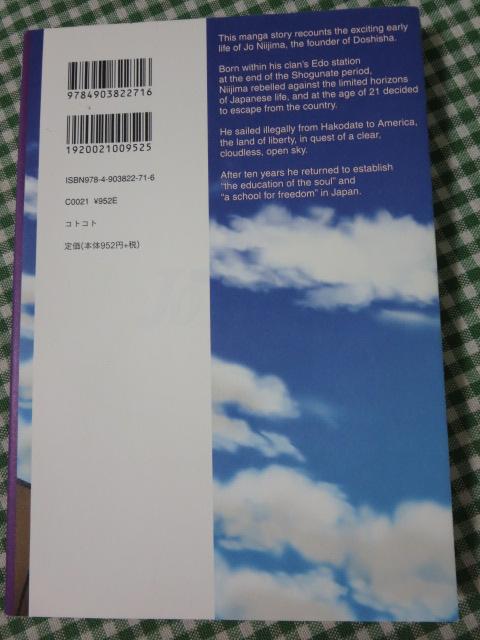 This manga story recounts the exciting early
life of Jo Niijima, the founder of Doshisha.
Born within his clan's Edo station
at the end of the Shogunate period,
Niijima rebelled against the limited horizons
of Japanese life, and at the age of 21 decided
to escape from the country.
He sailed illegally from Hakodate to America,
the land of liberty, in quest of a clear,
cloudless, open sky.
After ten years he returned to establish
"the education of the soul" and
"a school for freedom" in Japan.
9784903822716
1920021009525
ISBN978-4-903822-71-6
C0021 ¥952E
コトコト
定価(本体952円+税)